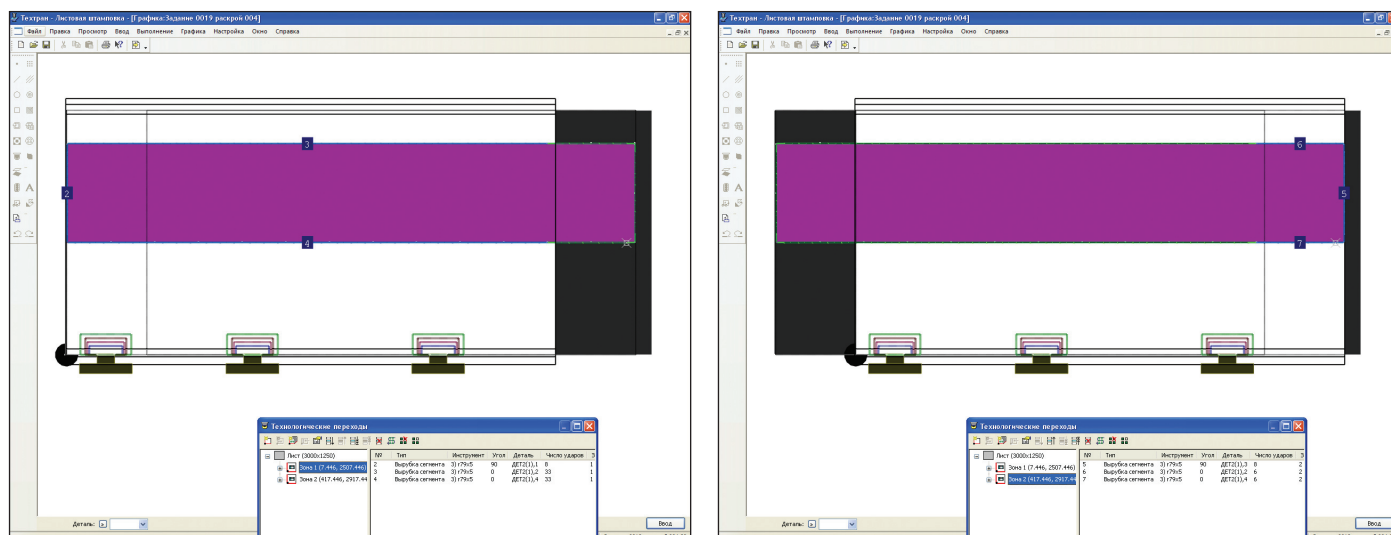 Техтран - Листовая штамповка - [Графика:Задание 0019 раскрой 004]
Файл Правка Просмотр Ввод Выполнение Графика Настройка Окно Справка
3
2
4
Технологические переходы
Лист (3000x1250)
Зона 1 (7.446, 2507.446)
Зона 2 (417.446, 2917.44
№ Тип Инструмент Угол Деталь Число ударов З
2 Вырубка сегмента 3) r79x5 90 ДЕТ2(1),1 8 1
3 Вырубка сегмента 3) r79x5 0 ДЕТ2(1),2 33 1
4 Вырубка сегмента 3) r79x5 0 ДЕТ2(1),4 33 1
Деталь:
Ввод
Техтран - Листовая штамповка - [Графика:Задание 0019 раскрой 004]
Файл Правка Просмотр Ввод Выполнение Графика Настройка Окно Справка
6
5
7
Технологические переходы
Лист (3000x1250)
Зона 1 (7.446, 2507.446)
Зона 2 (417.446, 2917.44
№ Тип Инструмент Угол Деталь Число ударов З
5 Вырубка сегмента 3) r79x5 90 ДЕТ2(1),3 8 2
6 Вырубка сегмента 3) r79x5 0 ДЕТ2(1),2 6 2
7 Вырубка сегмента 3) r79x5 0 ДЕТ2(1),4 6 2
Деталь:
Ввод